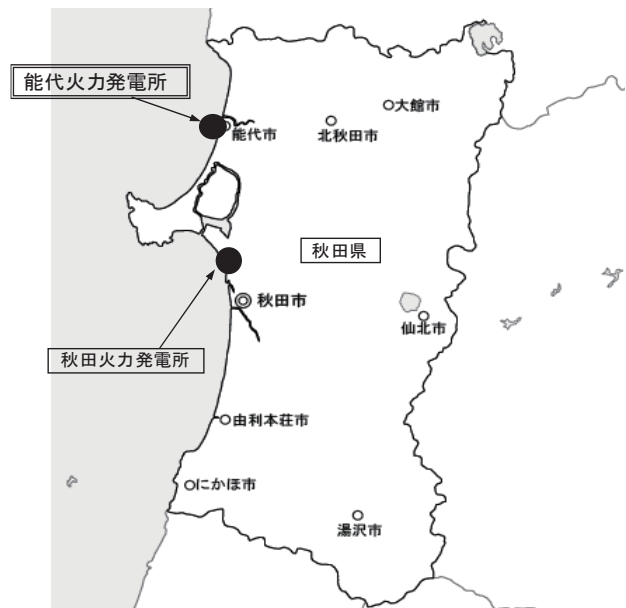 能代火力発電所
大館市
北秋田市
能代市
秋田県
秋田市
仙北市
秋田火力発電所
由利本荘市
にかほ市
湯沢市